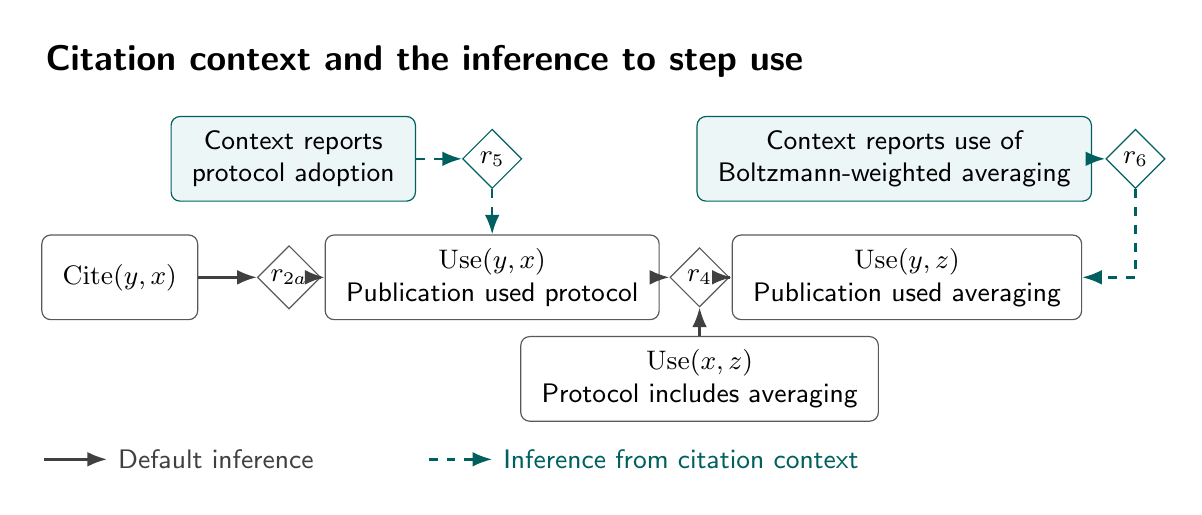 Citation context and the inference to step use
Context reports
protocol adoption
r₅
Context reports use of
Boltzmann-weighted averaging
r₆
Cite(y, x)
r₂ₐ
Use(y, x)
Publication used protocol
r₄
Use(y, z)
Publication used averaging
Use(x, z)
Protocol includes averaging
Default inference
Inference from citation context